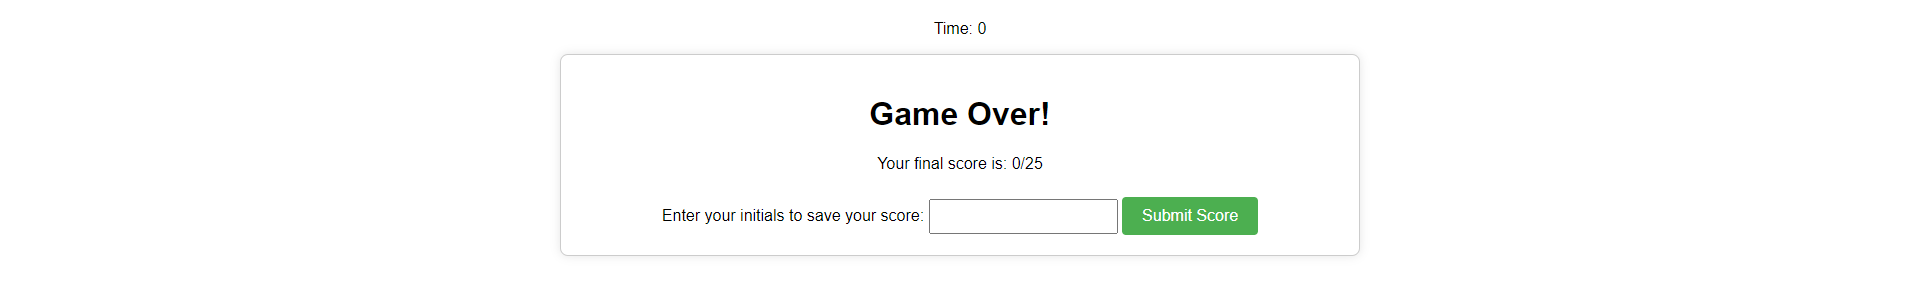 Time: 0
Game Over!
Your final score is: 0/25
Enter your initials to save your score: Submit Score